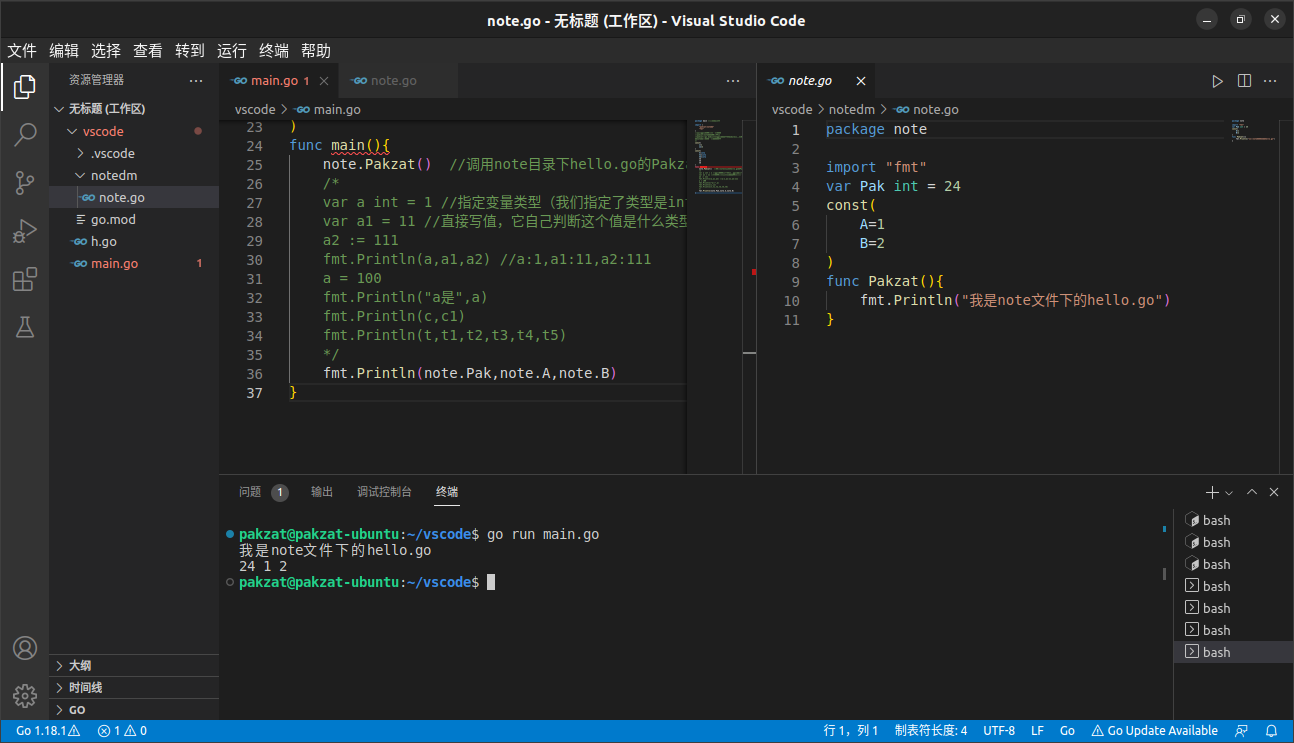 note.go - 无标题 (工作区) - Visual Studio Code
文件 编辑 选择 查看 转到 运行 终端 帮助
资源管理器
无标题 (工作区)
vscode
.vscode
notedm
note.go
go.mod
h.go
main.go 1
大纲
时间线
GO
main.go 1
note.go
vscode > main.go
23 )
24 func main(){
25 note.Pakzat() //调用note目录下hello.go的Pakz
26 /*
27 var a int = 1 //指定变量类型（我们指定了类型是in
28 var a1 = 11 //直接写值，它自己判断这个值是什么类型
29 a2 := 111
30 fmt.Println(a,a1,a2) //a:1,a1:11,a2:111
31 a = 100
32 fmt.Println("a是",a)
33 fmt.Println(c,c1)
34 fmt.Println(t,t1,t2,t3,t4,t5)
35 */
36 fmt.Println(note.Pak,note.A,note.B)
37 }
note.go
vscode > notedm > note.go
1 package note
2
3 import "fmt"
4 var Pak int = 24
5 const(
6 A=1
7 B=2
8 )
9 func Pakzat(){
10 fmt.Println("我是note文件下的hello.go")
11 }
问题 1 输出 调试控制台 终端
pakzat@pakzat-ubuntu:~/vscode$ go run main.go
我是note文件下的hello.go
24 1 2
pakzat@pakzat-ubuntu:~/vscode$
bash
bash
bash
bash
bash
bash
bash
Go 1.18.1 1 0 行 1，列 1 制表符长度: 4 UTF-8 LF Go Go Update Available